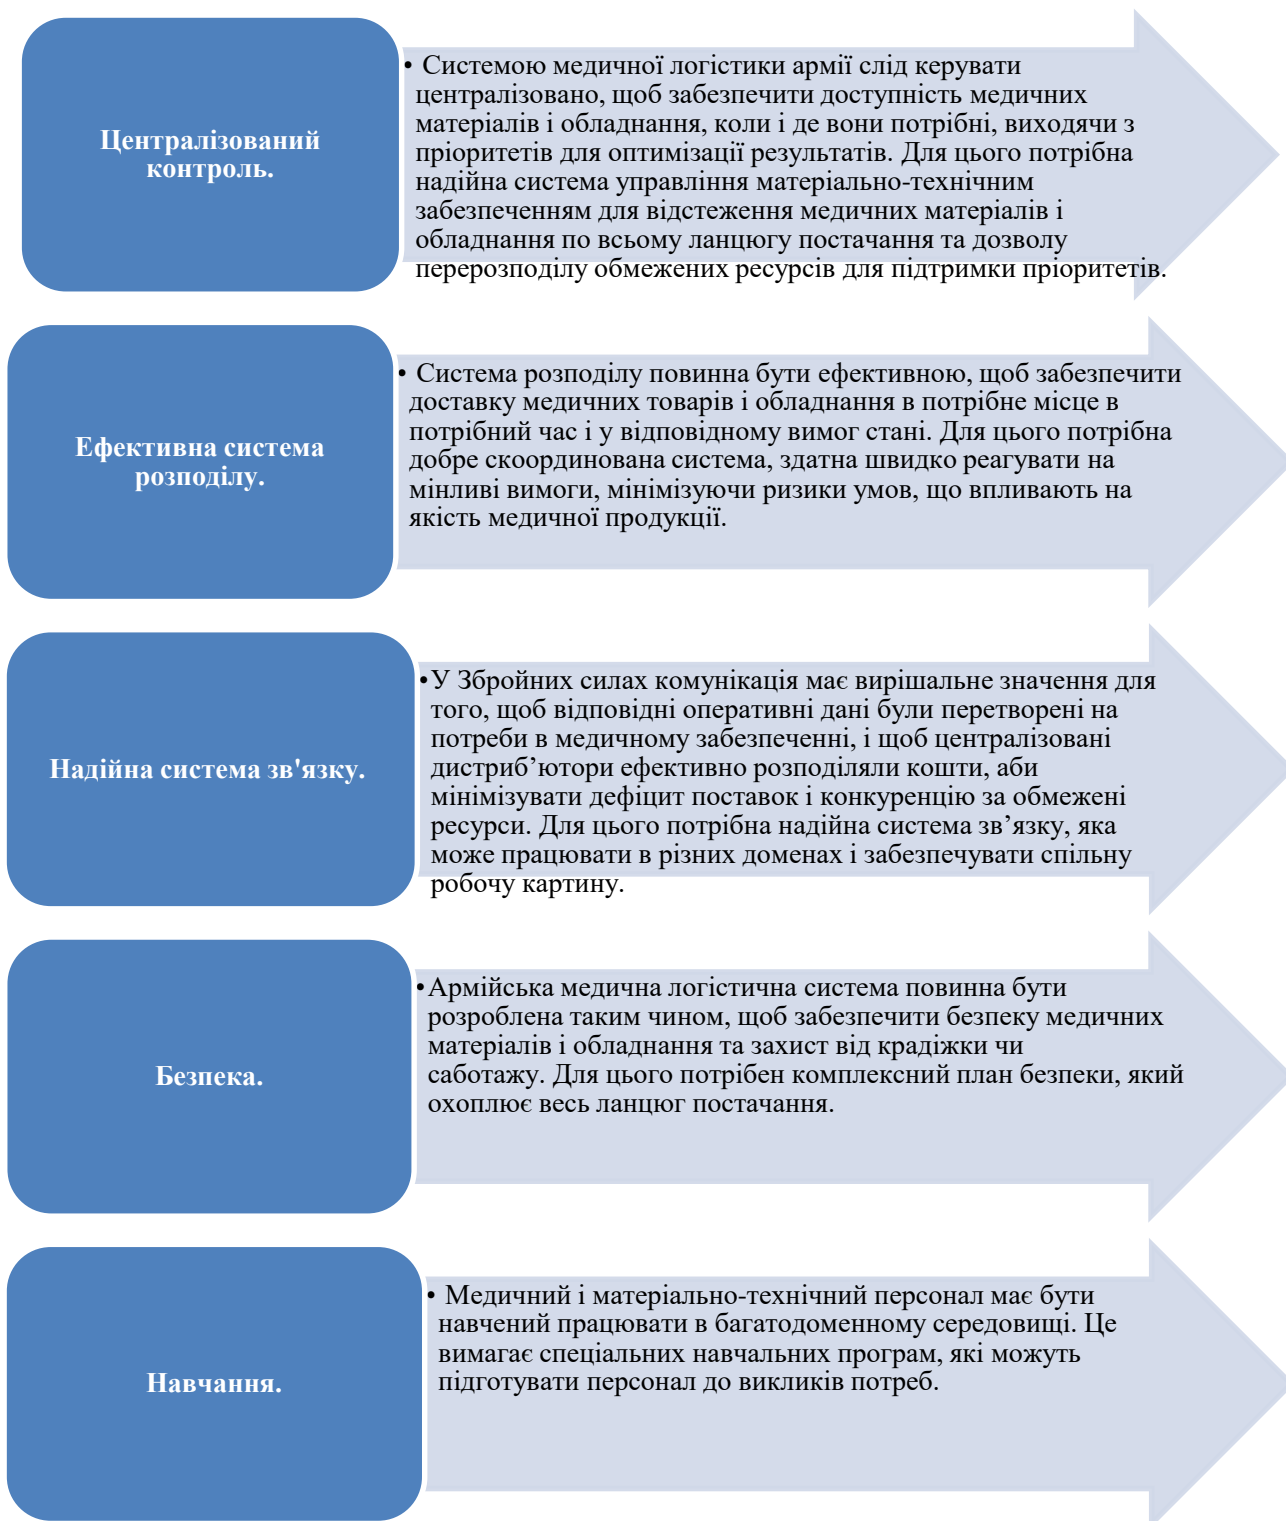 Централізований
контроль.
• Системою медичної логістики армії слід керувати
централізовано, щоб забезпечити доступність медичних
матеріалів і обладнання, коли і де вони потрібні, виходячи з
пріоритетів для оптимізації результатів. Для цього потрібна
надійна система управління матеріально-технічним
забезпеченням для відстеження медичних матеріалів і
обладнання по всьому ланцюгу постачання та дозволу
перерозподілу обмежених ресурсів для підтримки пріоритетів.
Ефективна система
розподілу.
• Система розподілу повинна бути ефективною, щоб забезпечити
доставку медичних товарів і обладнання в потрібне місце в
потрібний час і у відповідному вимог стані. Для цього потрібна
добре скоординована система, здатна швидко реагувати на
мінливі вимоги, мінімізуючи ризики умов, що впливають на
якість медичної продукції.
Надійна система зв'язку.
•У Збройних силах комунікація має вирішальне значення для
того, щоб відповідні оперативні дані були перетворені на
потреби в медичному забезпеченні, і щоб централізовані
дистриб’ютори ефективно розподіляли кошти, аби
мінімізувати дефіцит поставок і конкуренцію за обмежені
ресурси. Для цього потрібна надійна система зв’язку, яка
може працювати в різних доменах і забезпечувати спільну
робочу картину.
Безпека.
•Армійська медична логістична система повинна бути
розроблена таким чином, щоб забезпечити безпеку медичних
матеріалів і обладнання та захист від крадіжки чи
саботажу. Для цього потрібен комплексний план безпеки, який
охоплює весь ланцюг постачання.
Навчання.
• Медичний і матеріально-технічний персонал має бути
навчений працювати в багатодоменному середовищі. Це
вимагає спеціальних навчальних програм, які можуть
підготувати персонал до викликів потреб.